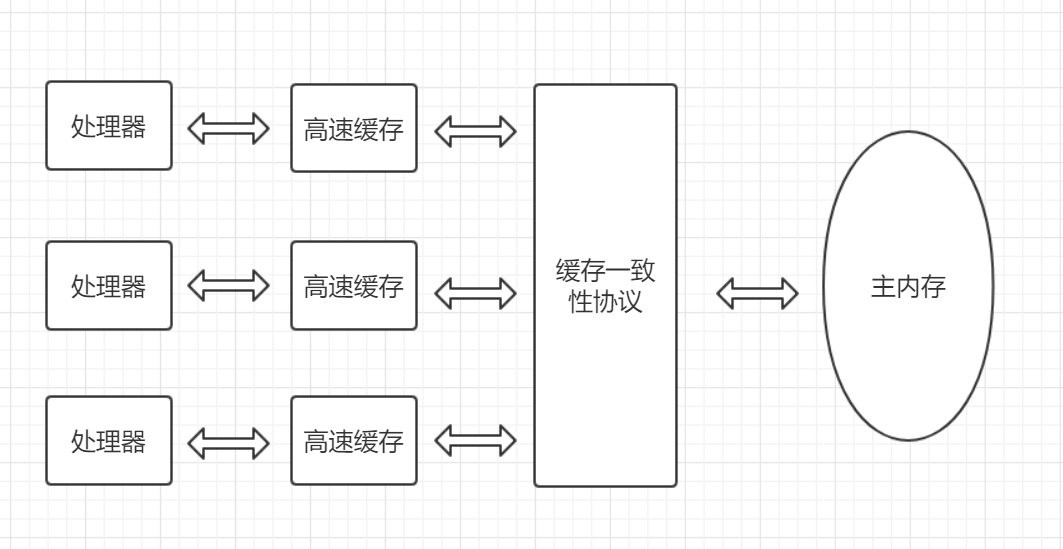 处理器
高速缓存
处理器
高速缓存
缓存一致
性协议
主内存
处理器
高速缓存